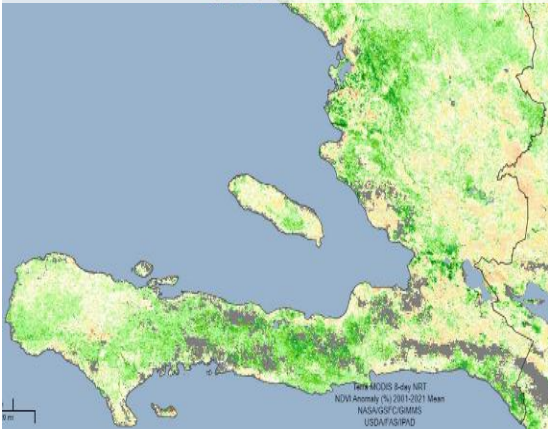 Terra MODIS 8-day NRT
NDVI Anomaly (%) 2001-2021 Mean
NASA/GSFC/GIMMS
USDA/FAS/IPAD